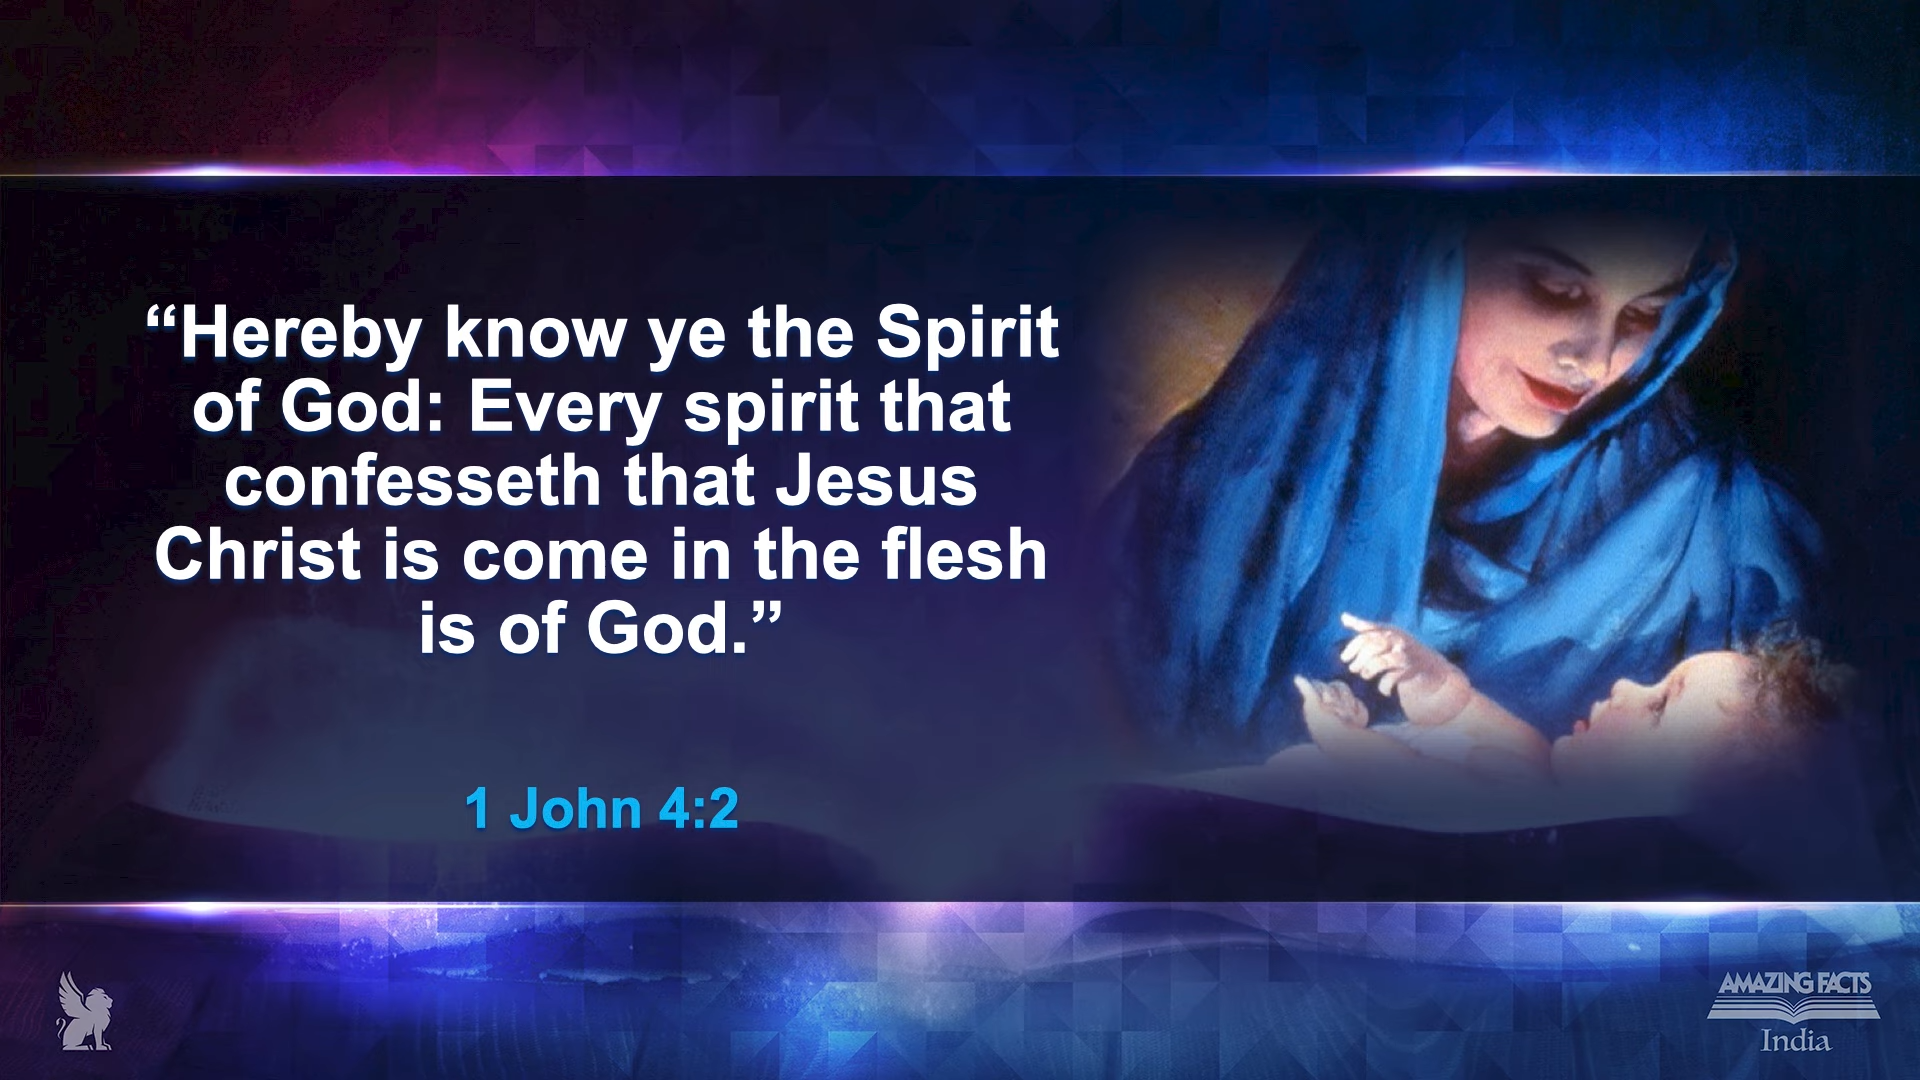 “Hereby know ye the Spirit
of God: Every spirit that
confesseth that Jesus
Christ is come in the flesh
is of God.”
1 John 4:2
AMAZING FACTS
India